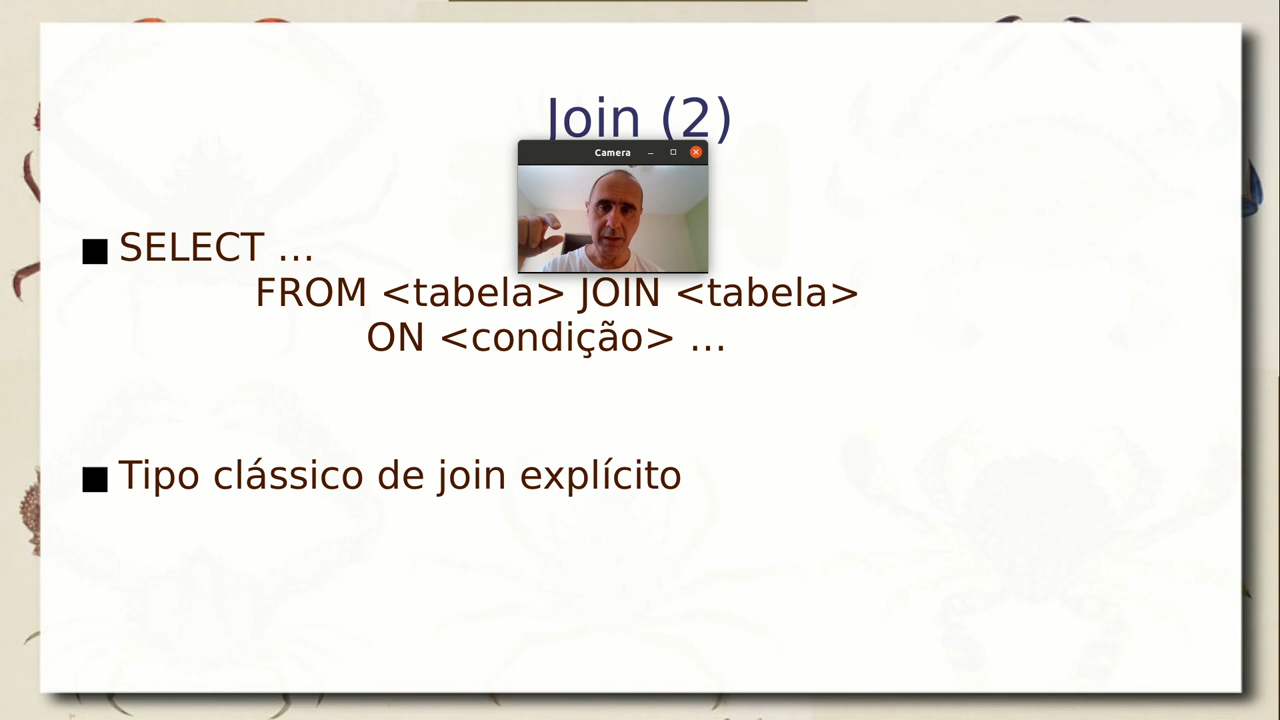 Join (2)
Camera
SELECT ...
FROM <tabela> JOIN <tabela>
ON <condição> ...
Tipo clássico de join explícito